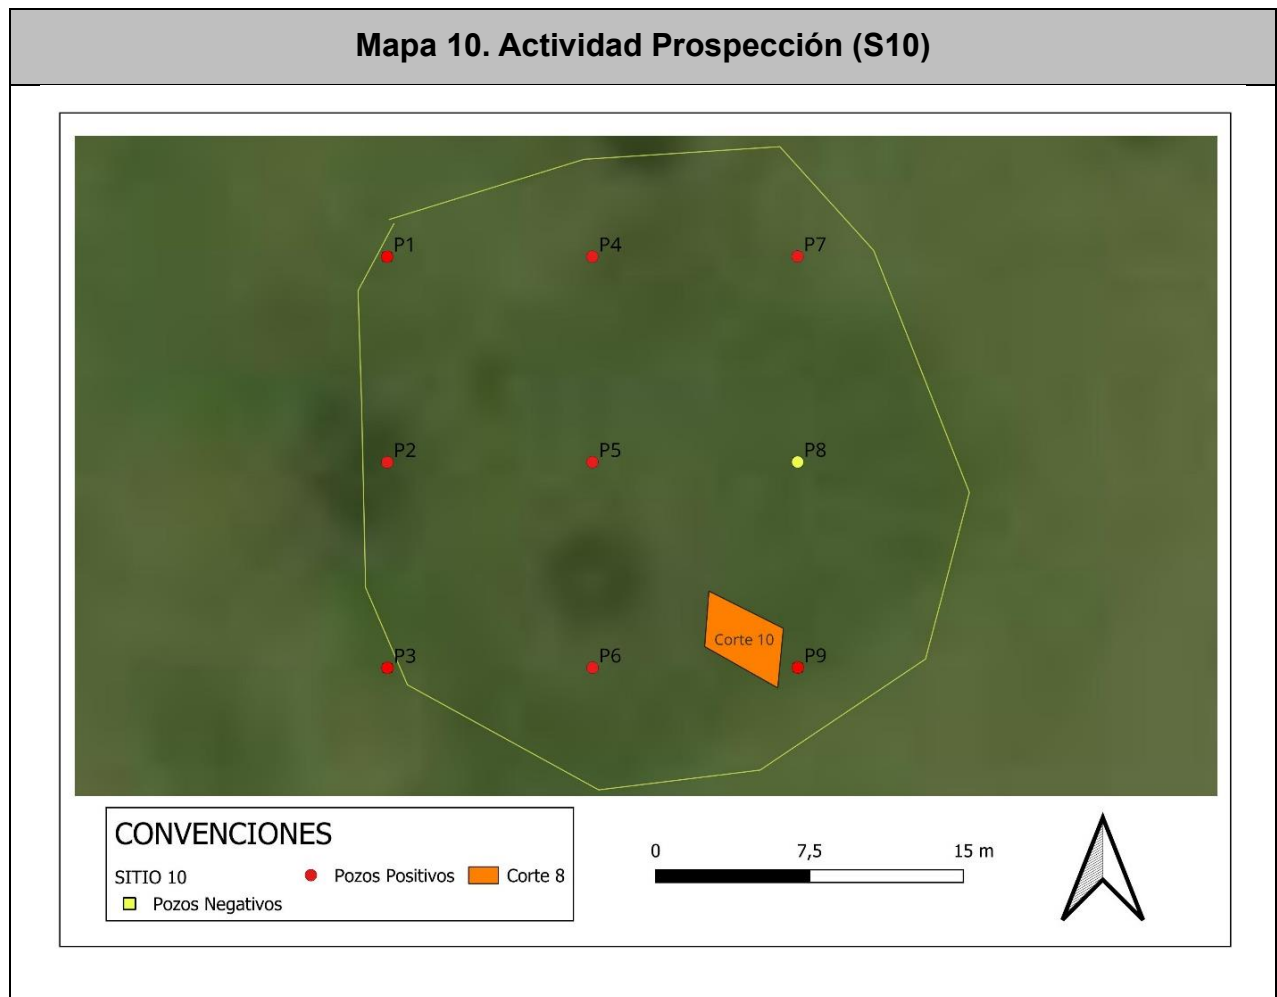 Mapa 10. Actividad Prospección (S10)
P1
P4
P7
P2
P5
P8
Corte 10
P3
P6
P9
CONVENCIONES
SITIO 10
Pozos Positivos
Corte 8
Pozos Negativos
0 7,5 15 m